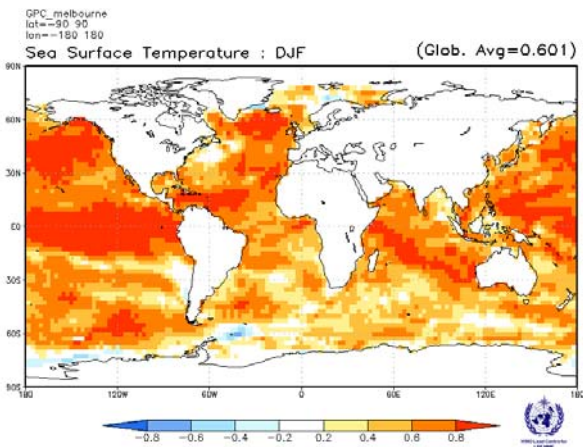 GPC_melbourne
lat=-90 90
lon=-180 180
Sea Surface Temperature : DJF (Glob. Avg=0.601)
90N
60N
30N
EQ
30S
60S
90S
180 120W 60W 0 60E 120E 180
-0.8 -0.6 -0.4 -0.2 0.2 0.4 0.6 0.8